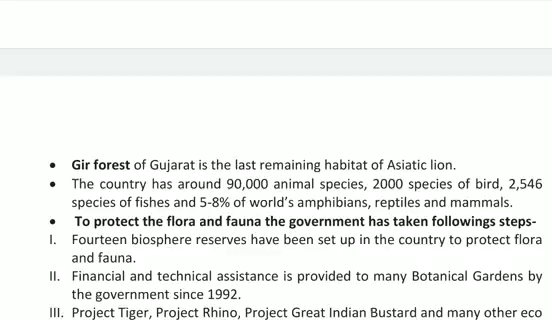 • Gir forest of Gujarat is the last remaining habitat of Asiatic lion.
• The country has around 90,000 animal species, 2000 species of bird, 2,546
species of fishes and 5-8% of world's amphibians, reptiles and mammals.
• To protect the flora and fauna the government has taken followings steps-
I. Fourteen biosphere reserves have been set up in the country to protect flora
and fauna.
II. Financial and technical assistance is provided to many Botanical Gardens by
the government since 1992.
III. Project Tiger, Project Rhino, Project Great Indian Bustard and many other eco